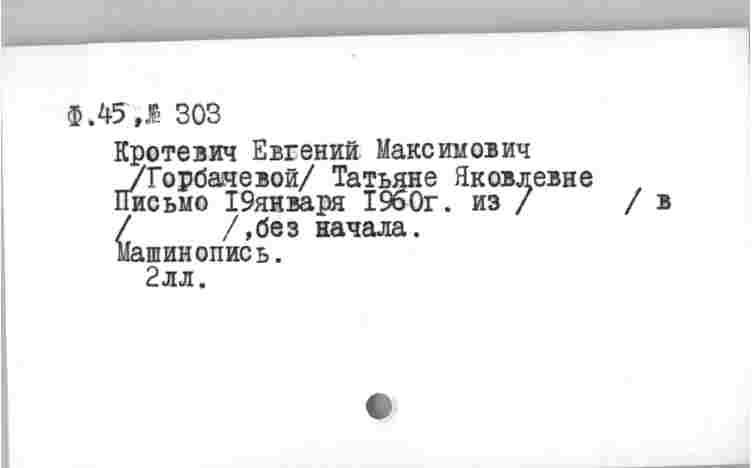 Ф.45,№ 303
Кротевич Евгений Максимович
/Горбачевой/ Татьяне Яковлевне
Письмо I9января I960г. из /      / в
/      /,без начала.
Машинопись.
2лл.